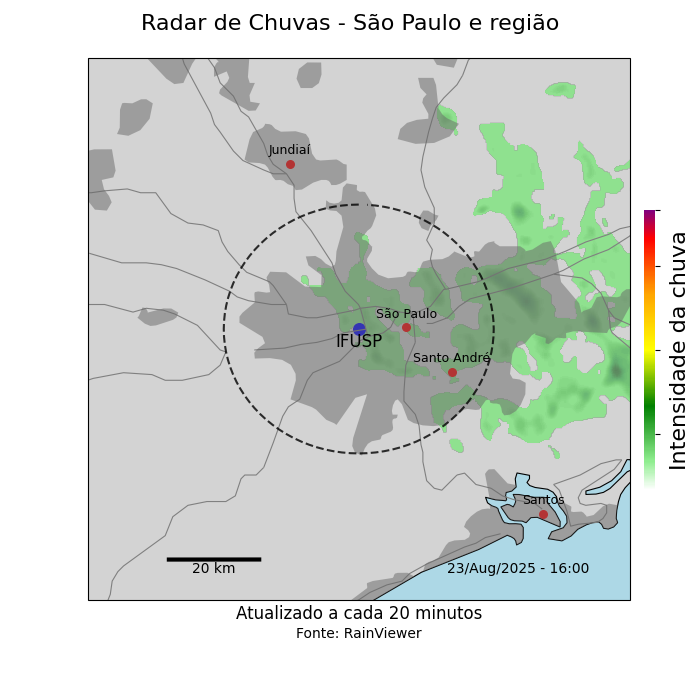 Radar de Chuvas - São Paulo e região
Jundiaí
São Paulo
IFUSP
Santo André
Santos
20 km
23/Aug/2025 - 16:00
Intensidade da chuva
Atualizado a cada 20 minutos
Fonte: RainViewer